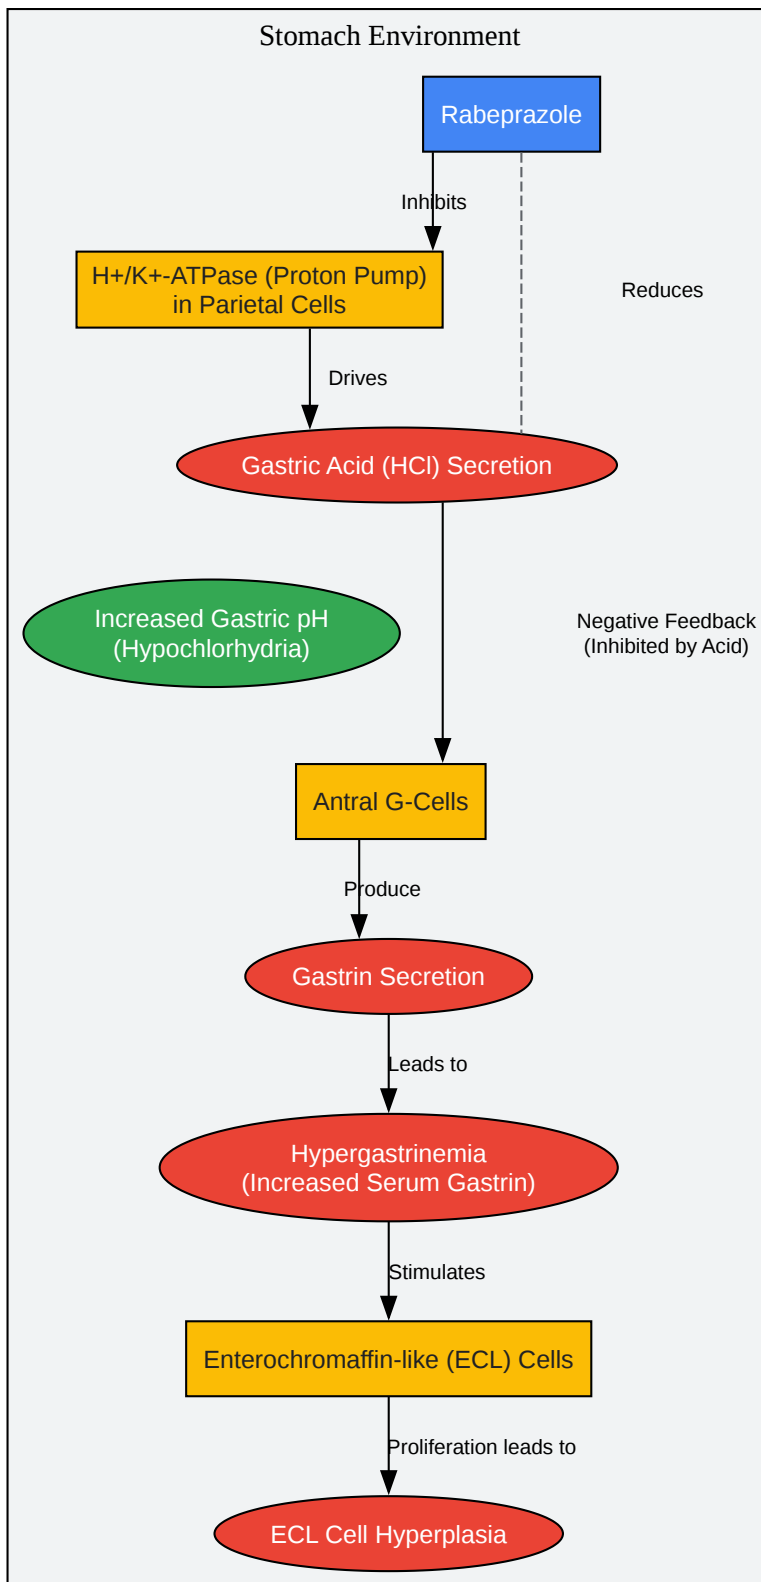 Stomach Environment
Rabeprazole
Inhibits
H+/K+-ATPase (Proton Pump)
in Parietal Cells
Reduces
Drives
Gastric Acid (HCl) Secretion
Increased Gastric pH
(Hypochlorhydria)
Negative Feedback
(Inhibited by Acid)
Antral G-Cells
Produce
Gastrin Secretion
Leads to
Hypergastrinemia
(Increased Serum Gastrin)
Stimulates
Enterochromaffin-like (ECL) Cells
Proliferation leads to
ECL Cell Hyperplasia